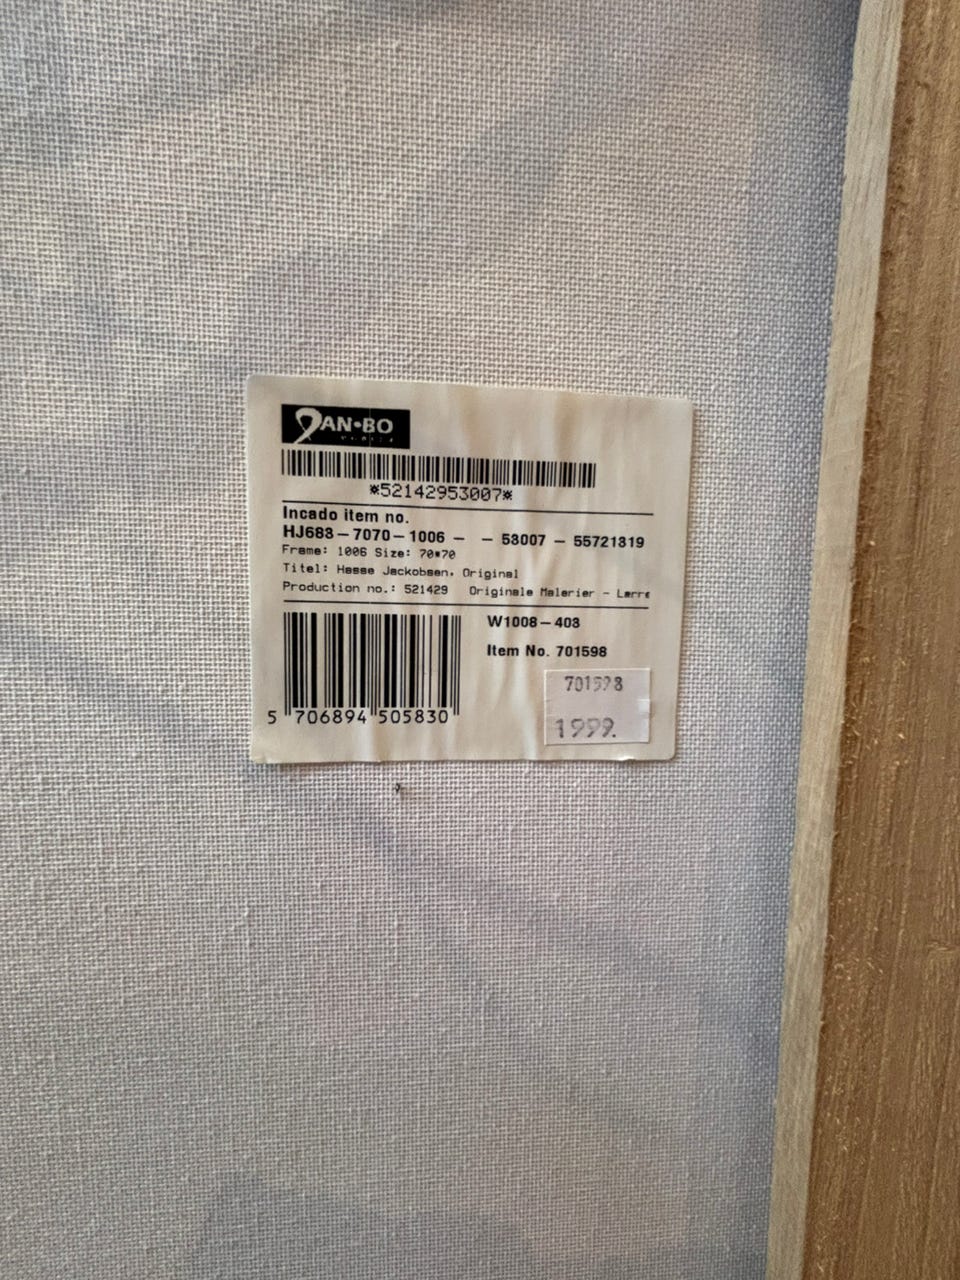 DAN•BO
*52142953007*
Incado item no.
HJ683-7070-1006 - - 53007 - 55721319
Frame: 1006 Size: 70*70
Titel: Hasse Jackobsen, Original
Production no.: 521429 Originale Malerier - Lærre
W1008-403
Item No. 701598
5 706894 505830
701598
1999.